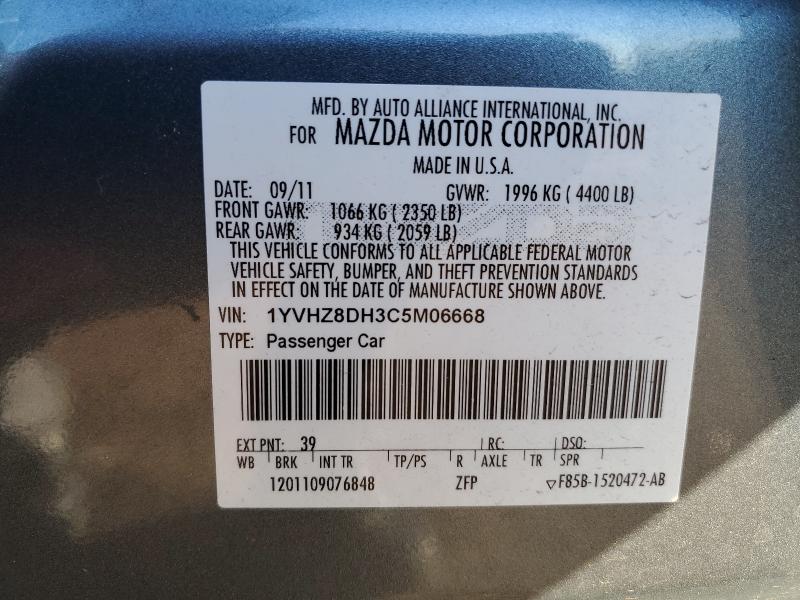 MFD. BY AUTO ALLIANCE INTERNATIONAL, INC.
FOR MAZDA MOTOR CORPORATION
MADE IN U.S.A.
DATE: 09/11 GVWR: 1996 KG ( 4400 LB)
FRONT GAWR: 1066 KG ( 2350 LB)
REAR GAWR: 934 KG ( 2059 LB)
THIS VEHICLE CONFORMS TO ALL APPLICABLE FEDERAL MOTOR
VEHICLE SAFETY, BUMPER, AND THEFT PREVENTION STANDARDS
IN EFFECT ON THE DATE OF MANUFACTURE SHOWN ABOVE.
VIN: 1YVHZ8DH3C5M06668
TYPE: Passenger Car
EXT PNT: 39 RC: DSO:
WB BRK INT TR TP/PS R AXLE TR SPR
1201109076848 ZFP ▽F85B-1520472-AB